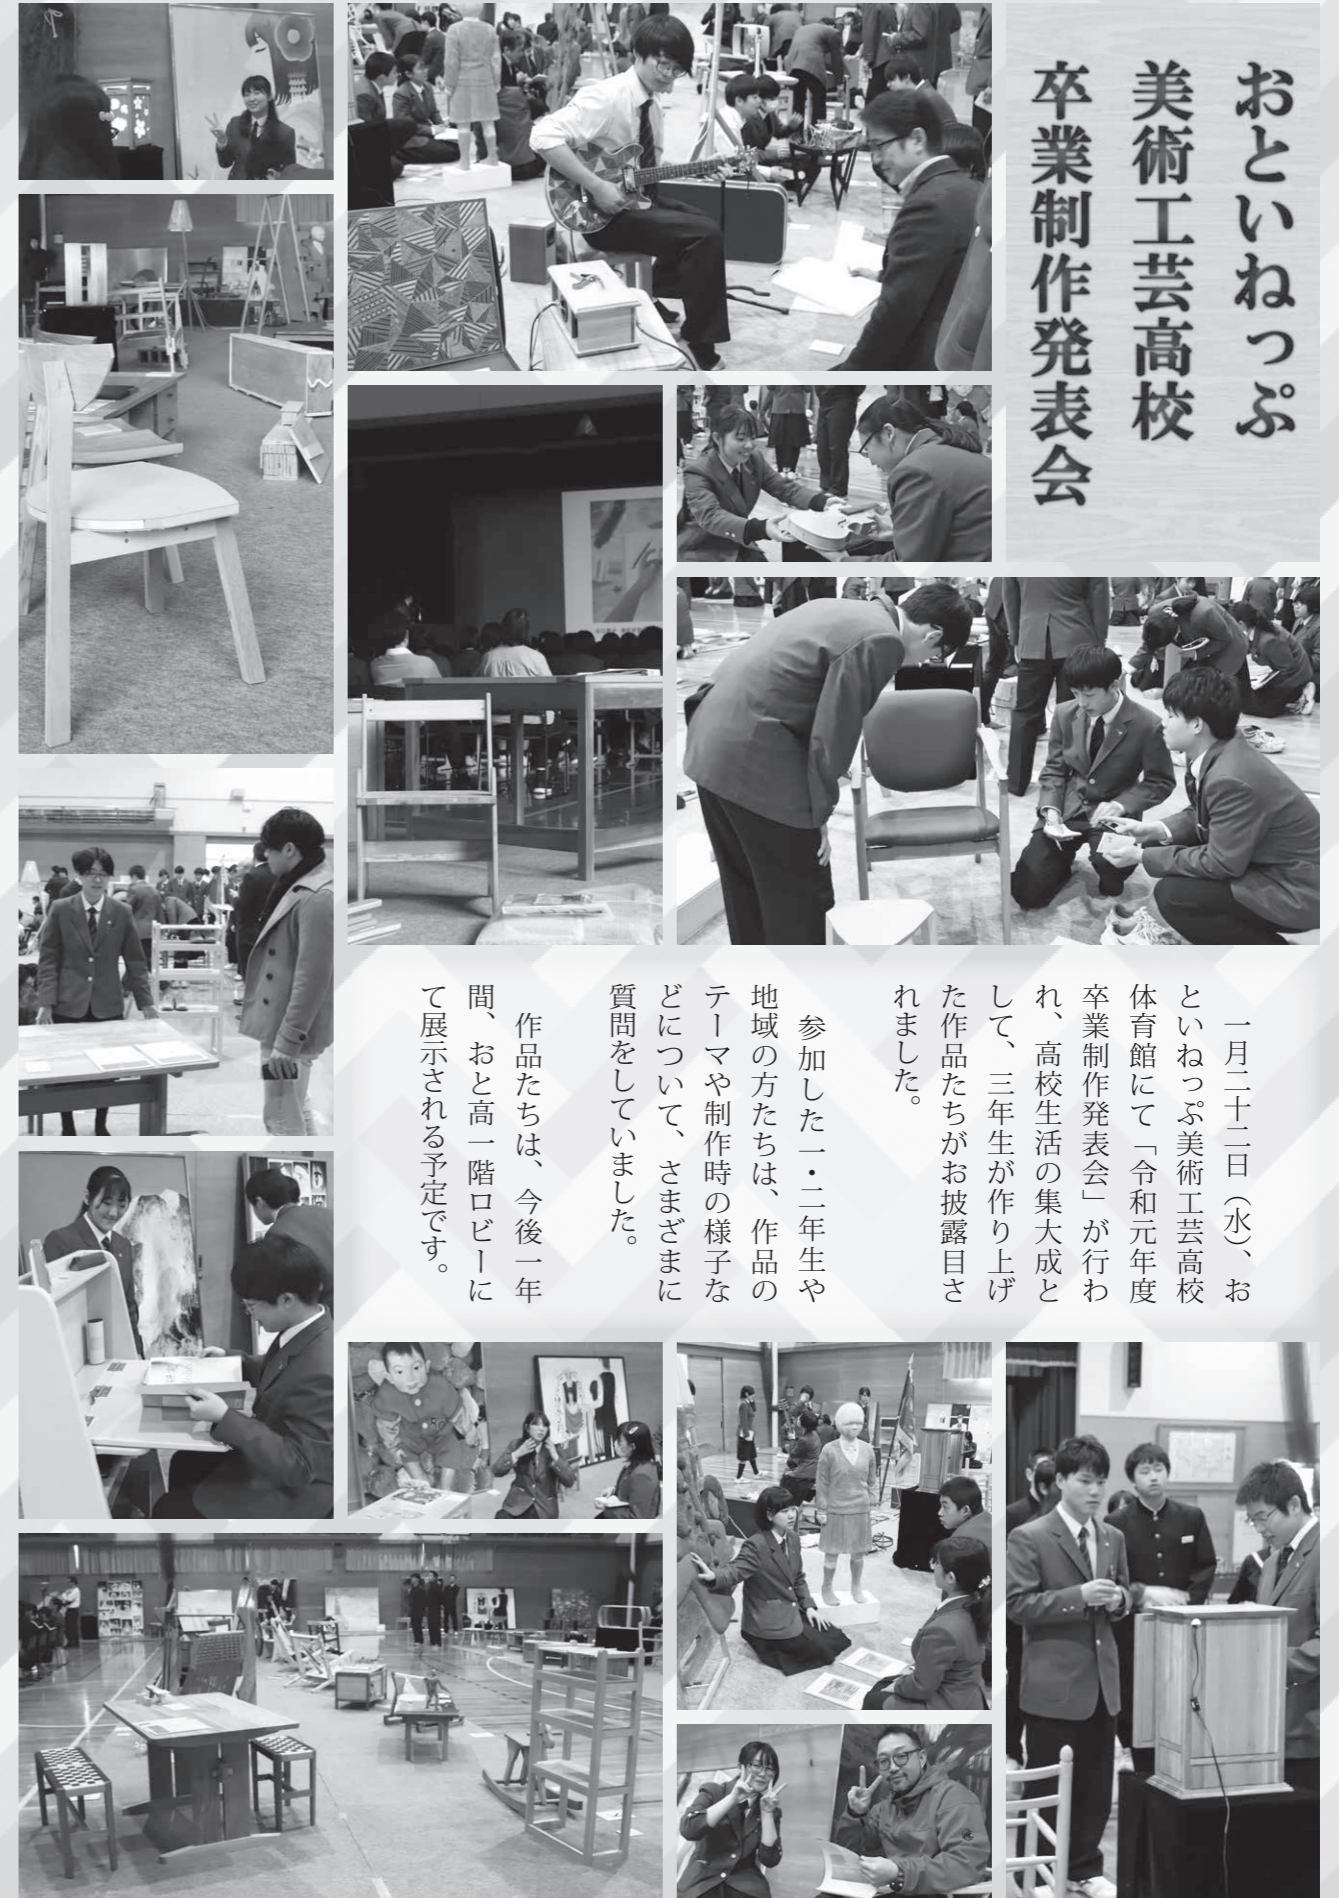 おといねっぷ
美術工芸高校
卒業制作発表会
一月二十二日（水）、お
といねっぷ美術工芸高校
体育館にて「令和元年度
卒業制作発表会」が行わ
れ、高校生活の集大成と
して、三年生が作り上げ
た作品たちがお披露目さ
れました。
参加した一・二年生や
地域の方たちは、作品の
テーマや制作時の様子な
どについて、さまざまに
質問をしていました。
作品たちは、今後一年
間、おと高一階ロビーに
て展示される予定です。